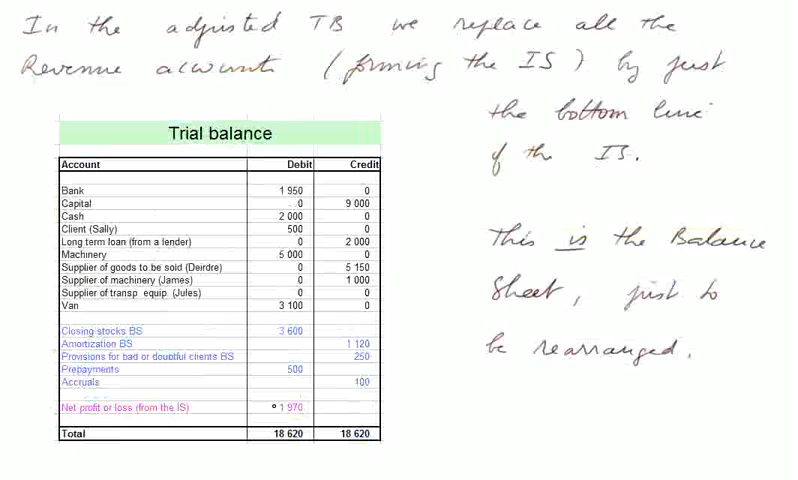 In the adjusted TB we replace all the
Revenue accounts (forming the IS) by just
the bottom line
of the IS.
This is the Balance
Sheet, just to
be rearranged.
Trial balance
Account Debit Credit
Bank 1 950 0
Capital 0 9 000
Cash 2 000 0
Client (Sally) 500 0
Long term loan (from a lender) 0 2 000
Machinery 5 000 0
Supplier of goods to be sold (Deirdre) 0 5 150
Supplier of machinery (James) 0 1 000
Supplier of transp. equip. (Jules) 0 0
Van 3 100 0
Closing stocks BS 3 600
Amortization BS 1 120
Provisions for bad or doubtful clients BS 250
Prepayments 500
Accruals 100
Net profit or loss (from the IS) 1 970
Total 18 620 18 620